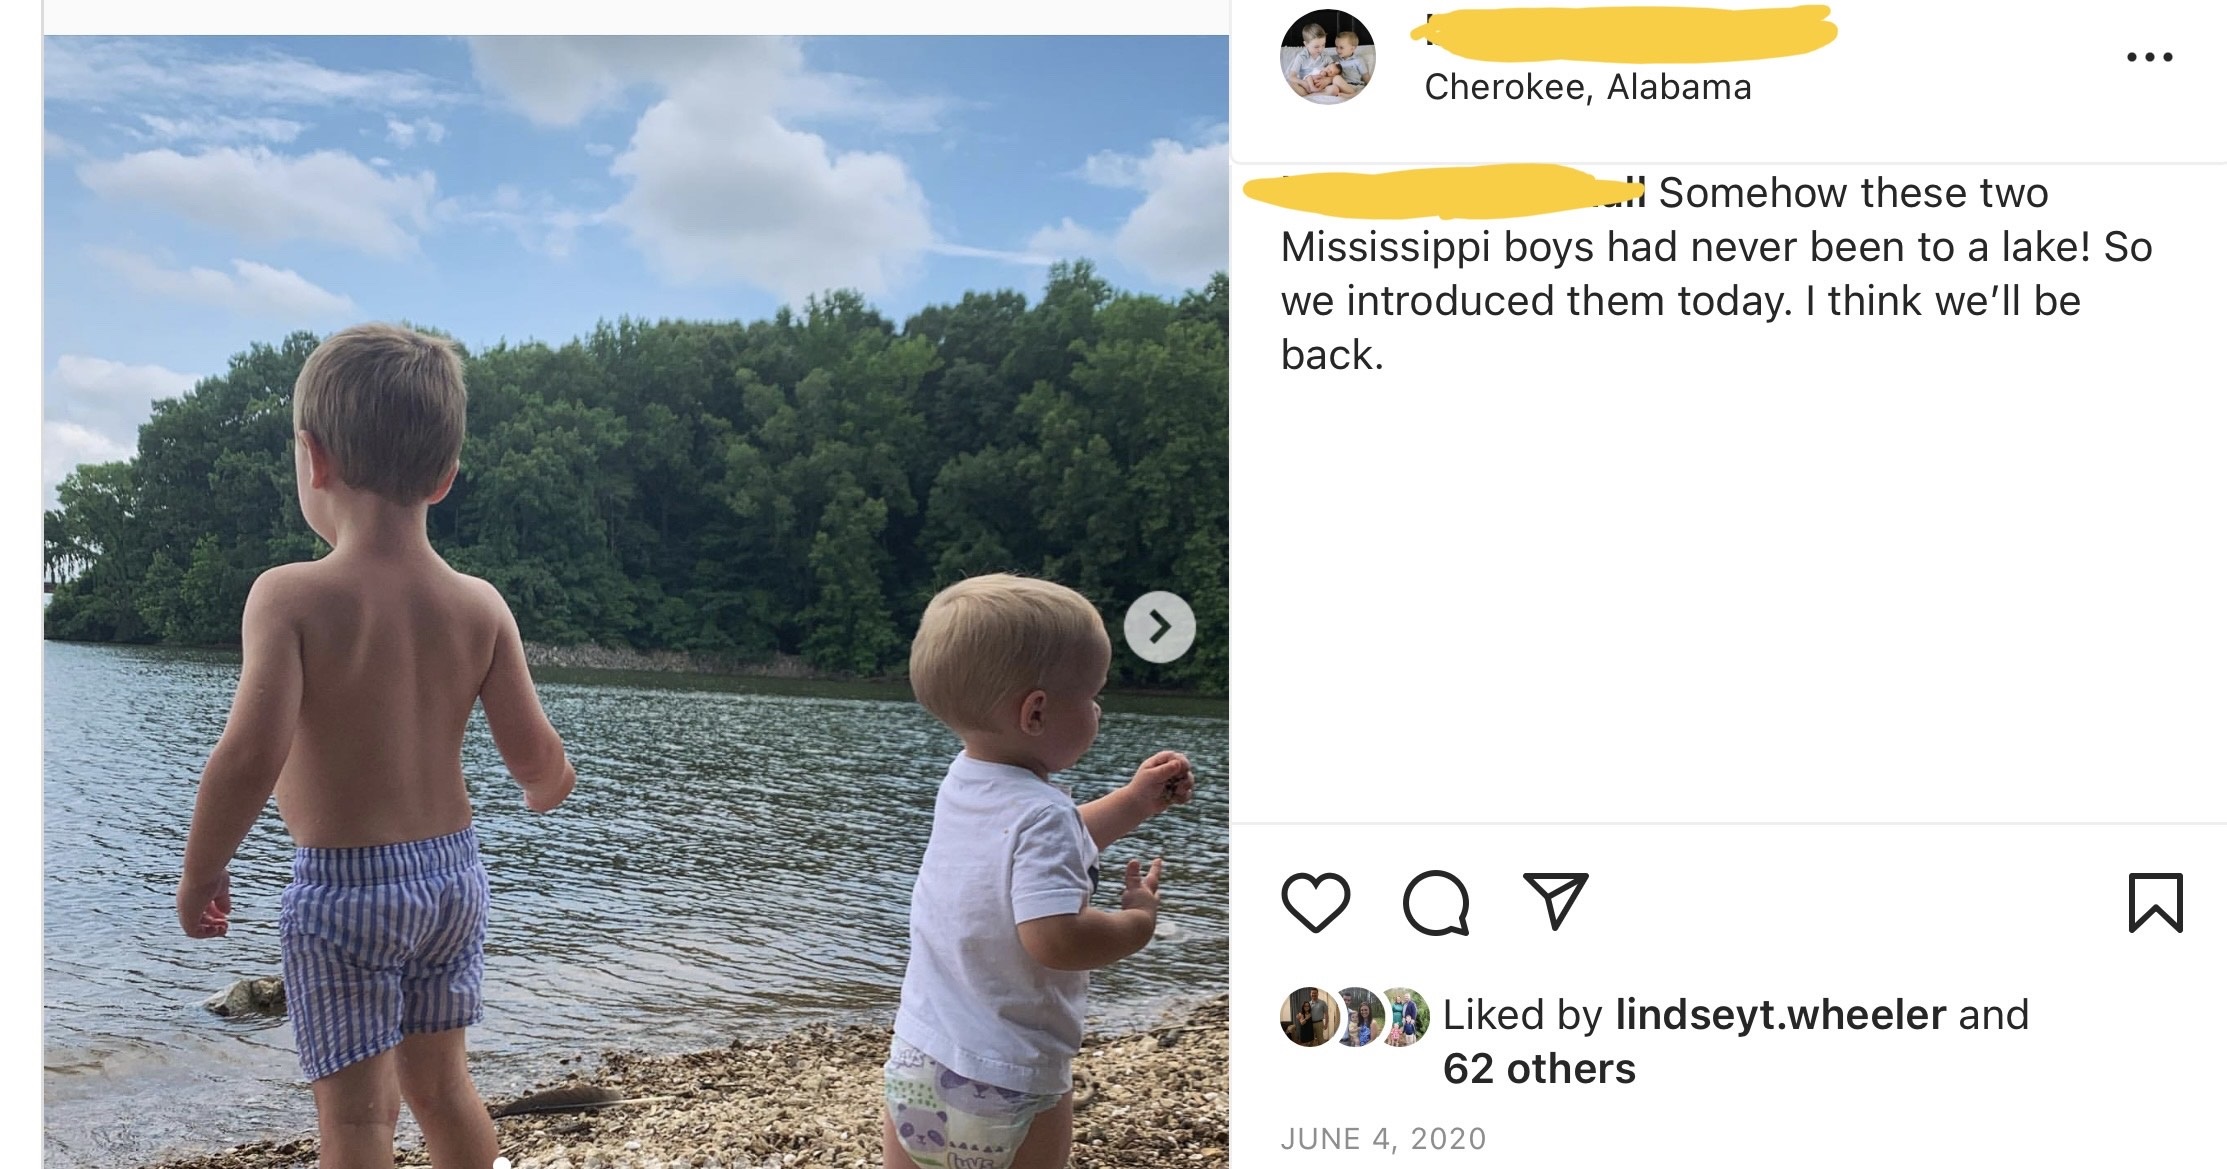 Cherokee, Alabama
Somehow these two
Mississippi boys had never been to a lake! So
we introduced them today. I think we’ll be
back.
Liked by lindseyt.wheeler and
62 others
JUNE 4, 2020
luvs